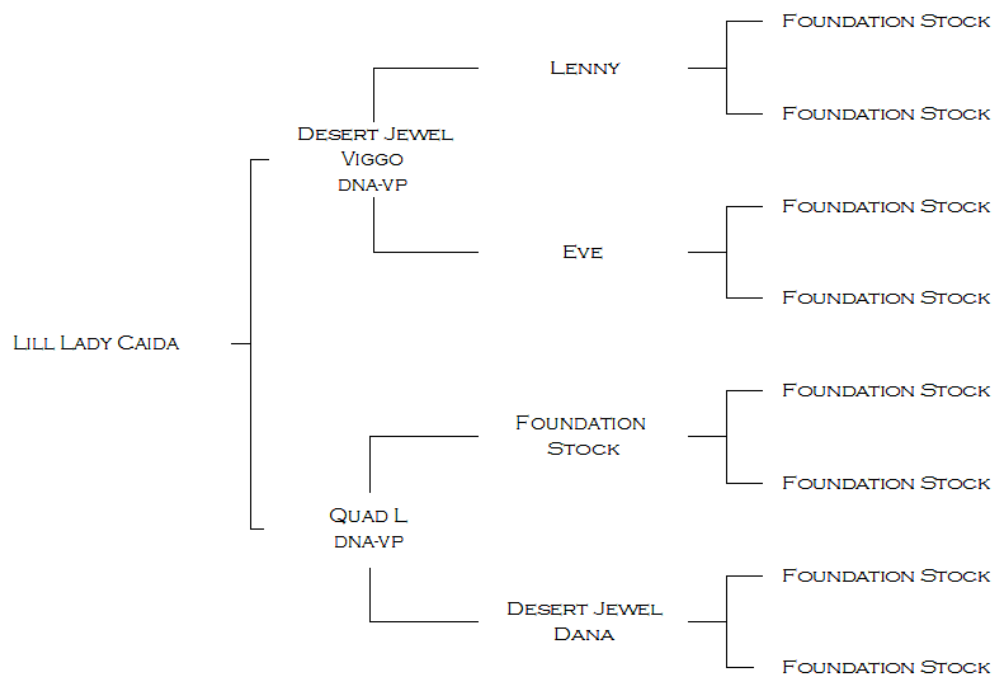 Foundation Stock
Lenny
Foundation Stock
Desert Jewel
Viggo
DNA-VP
Foundation Stock
Eve
Foundation Stock
Lill Lady Caida
Foundation Stock
Foundation
Stock
Foundation Stock
Quad L
DNA-VP
Foundation Stock
Desert Jewel
Dana
Foundation Stock